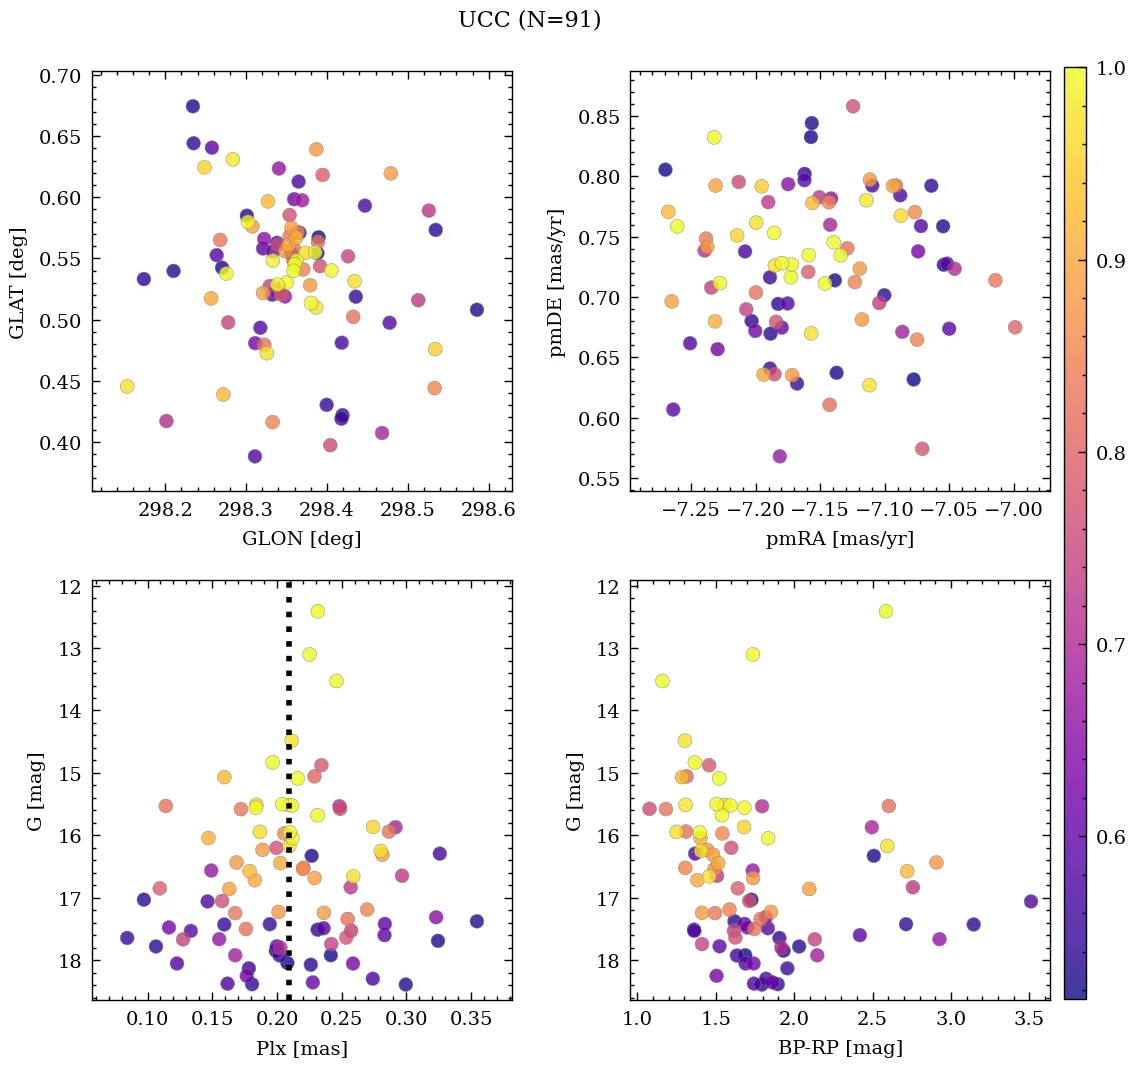 UCC (N=91)
0.70
0.65
0.60
0.55
0.50
0.45
0.40
GLAT [deg]
298.2 298.3 298.4 298.5 298.6
GLON [deg]
0.85
0.80
0.75
0.70
0.65
0.60
0.55
pmDE [mas/yr]
−7.25 −7.20 −7.15 −7.10 −7.05 −7.00
pmRA [mas/yr]
12
13
14
15
16
17
18
G [mag]
0.10 0.15 0.20 0.25 0.30 0.35
Plx [mas]
12
13
14
15
16
17
18
G [mag]
1.0 1.5 2.0 2.5 3.0 3.5
BP-RP [mag]
1.0
0.9
0.8
0.7
0.6